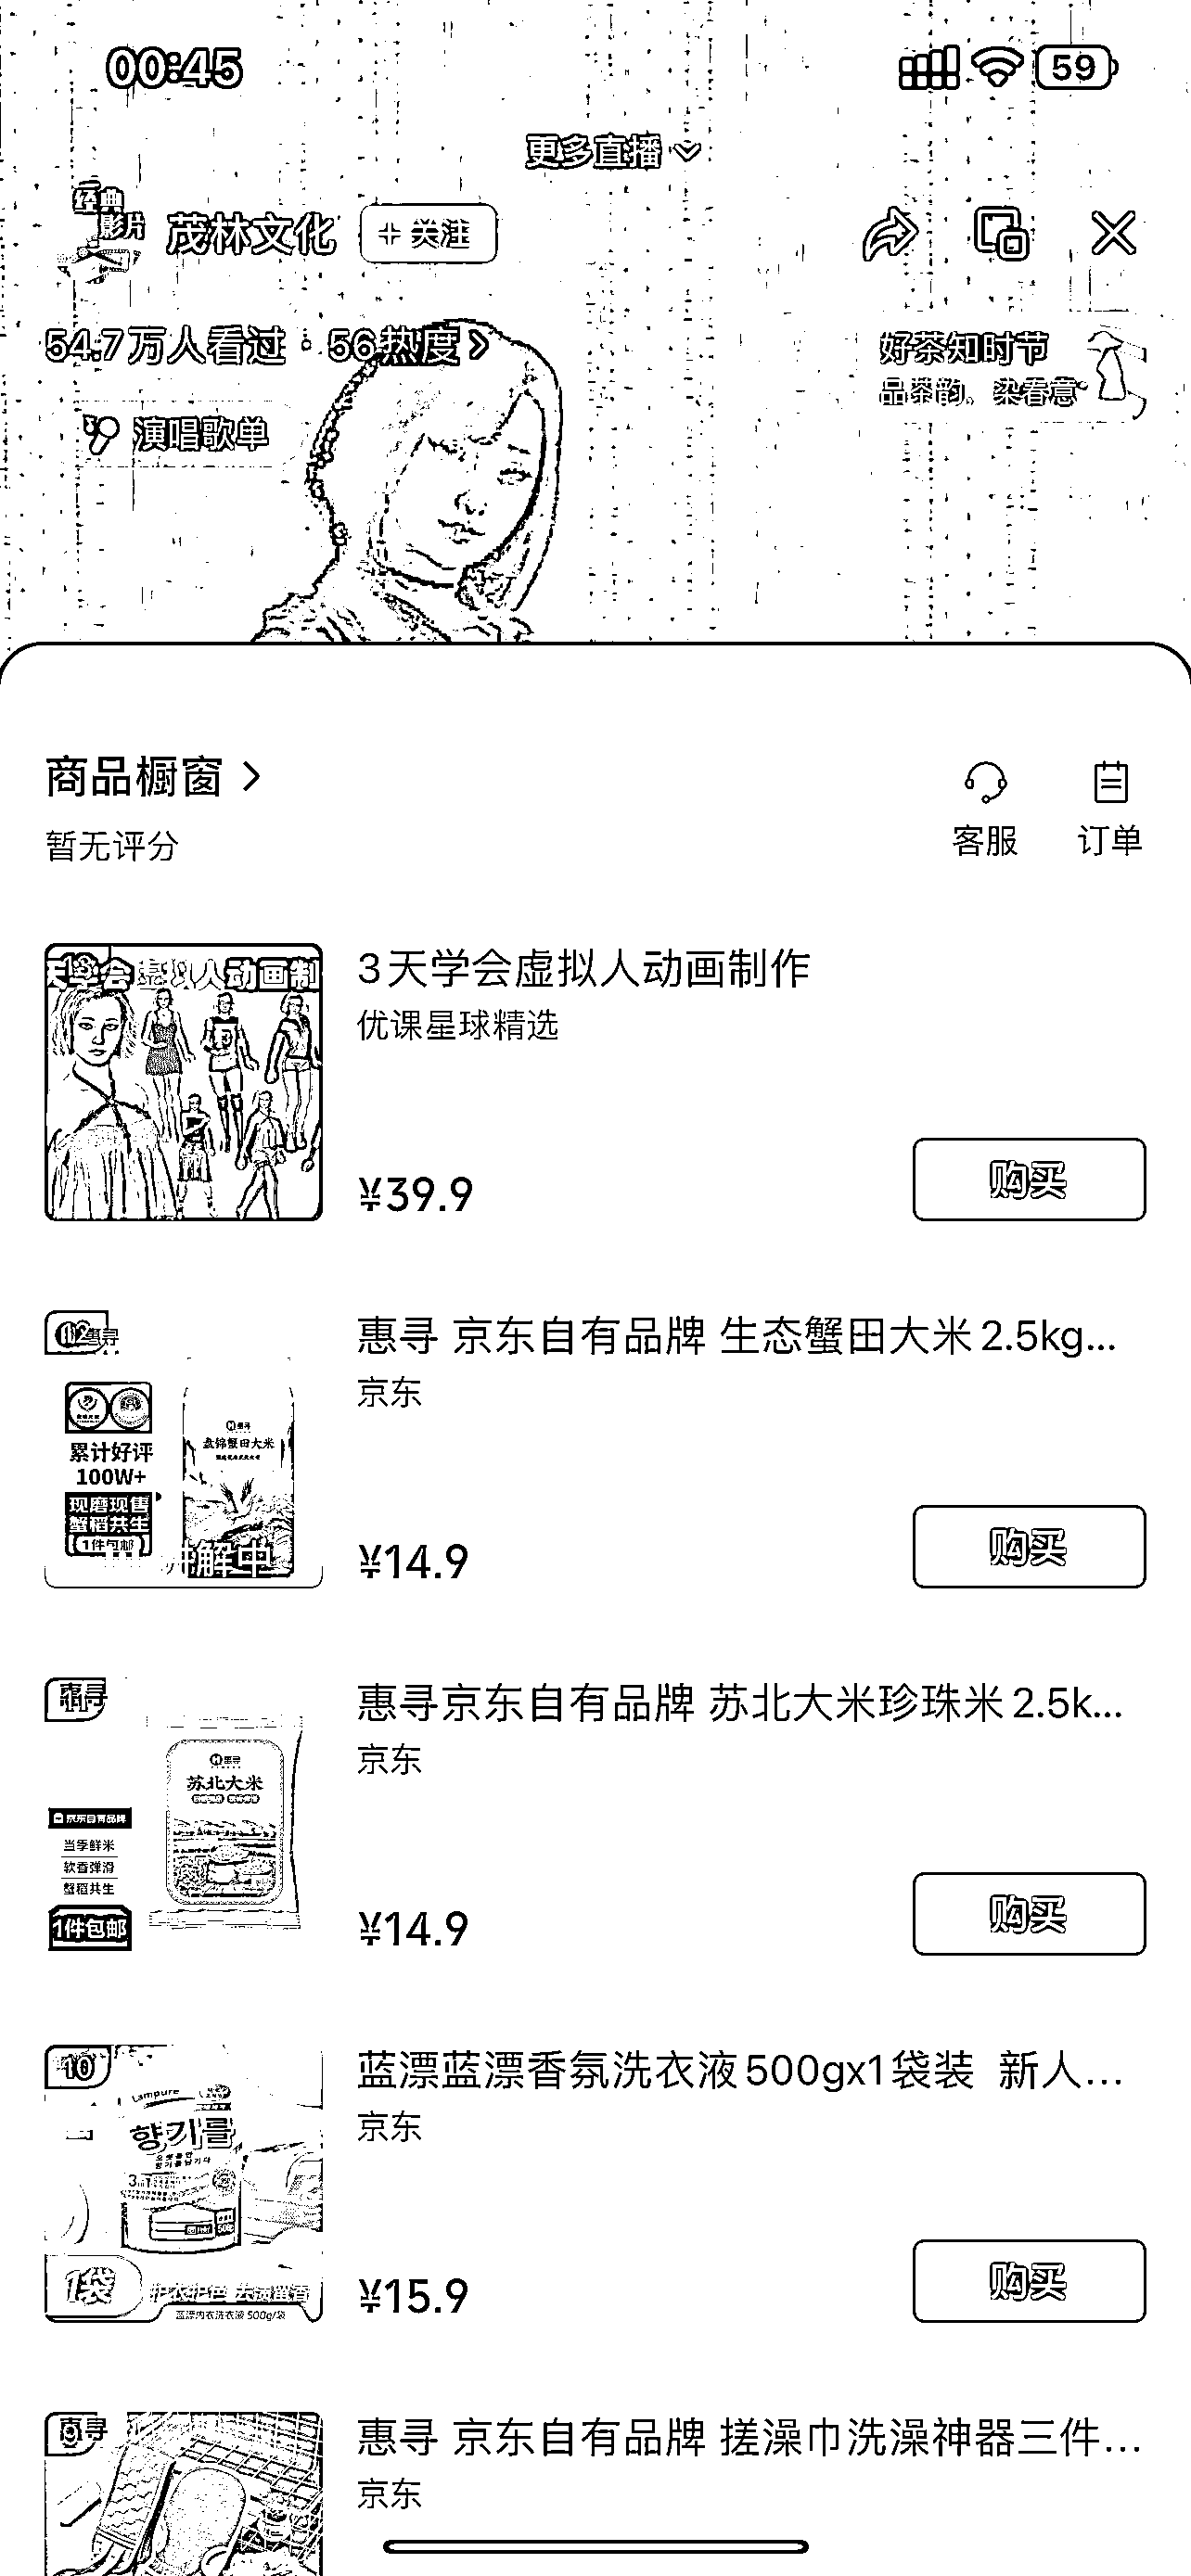 00:45
59
更多直播
经典
影片
茂林文化
+ 关注
54.7万人看过 · 56热度 >
好茶知时节
品茶韵，染春意
演唱歌单
商品橱窗 >
暂无评分
客服
订单
13
天学会虚拟人动画制
3天学会虚拟人动画制作
优课星球精选
¥39.9
购买
惠寻 京东自有品牌 生态蟹田大米2.5kg...
京东
12
惠寻
惠寻
盘锦蟹田大米
累计好评
100W+
现磨现售
蟹稻共生
1件包邮
讲解中
¥14.9
购买
惠寻京东自有品牌 苏北大米珍珠米2.5k...
京东
11
惠寻
惠寻
苏北大米
京东自有品牌
当季鲜米
软香弹滑
蟹稻共生
1件包邮
¥14.9
购买
蓝漂蓝漂香氛洗衣液500gx1袋装 新人...
京东
10
Lampure
향기를
1袋
护衣护色 去渍留香
蓝漂内衣洗衣液 500g/袋
¥15.9
购买
惠寻 京东自有品牌 搓澡巾洗澡神器三件...
京东
9
惠寻